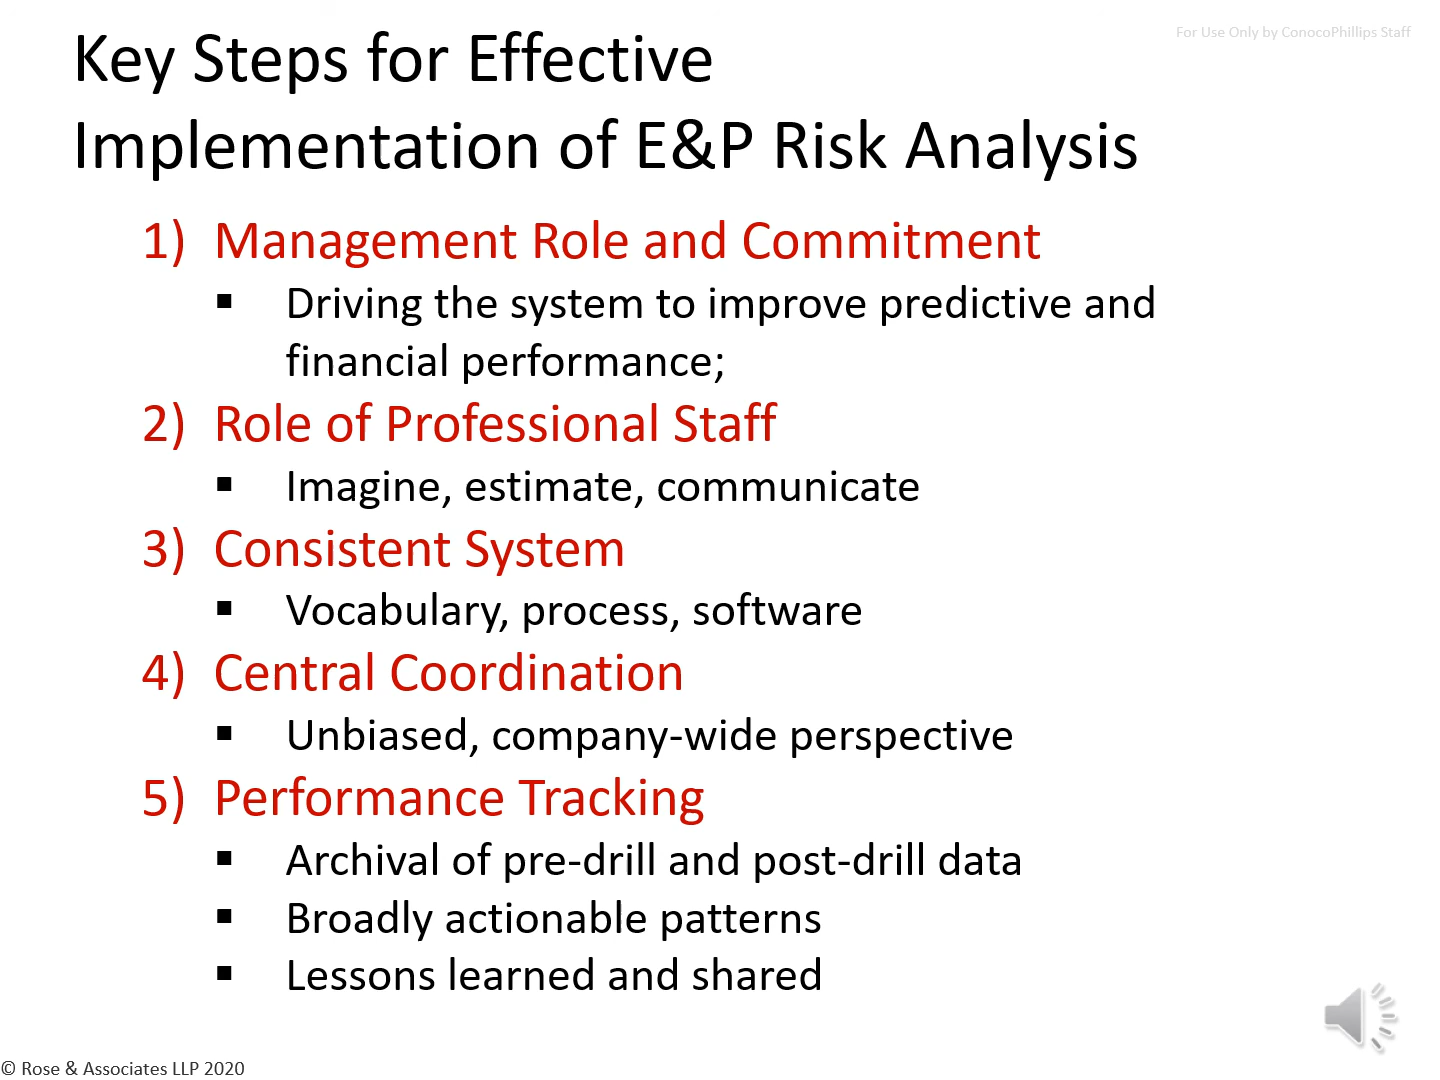 For Use Only by ConocoPhillips Staff
Key Steps for Effective
Implementation of E&P Risk Analysis
1) Management Role and Commitment
▪ Driving the system to improve predictive and
financial performance;
2) Role of Professional Staff
▪ Imagine, estimate, communicate
3) Consistent System
▪ Vocabulary, process, software
4) Central Coordination
▪ Unbiased, company-wide perspective
5) Performance Tracking
▪ Archival of pre-drill and post-drill data
▪ Broadly actionable patterns
▪ Lessons learned and shared
© Rose & Associates LLP 2020